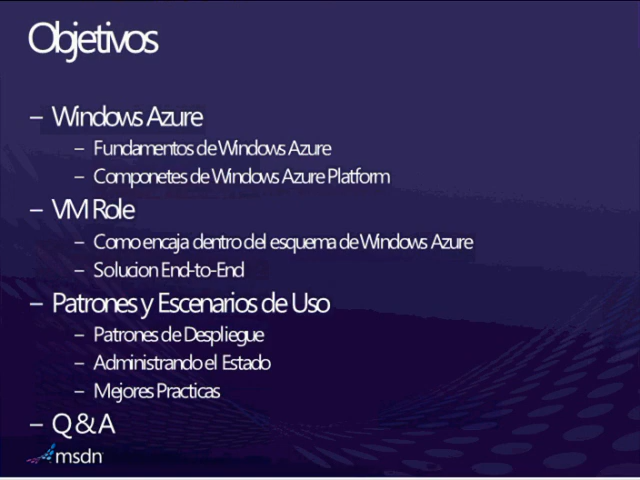 Objetivos
– Windows Azure
– Fundamentos de Windows Azure
– Componetes de Windows Azure Platform
– VM Role
– Como encaja dentro del esquema de Windows Azure
– Solucion End-to-End
– Patrones y Escenarios de Uso
– Patrones de Despliegue
– Administrando el Estado
– Mejores Practicas
– Q & A
msdn